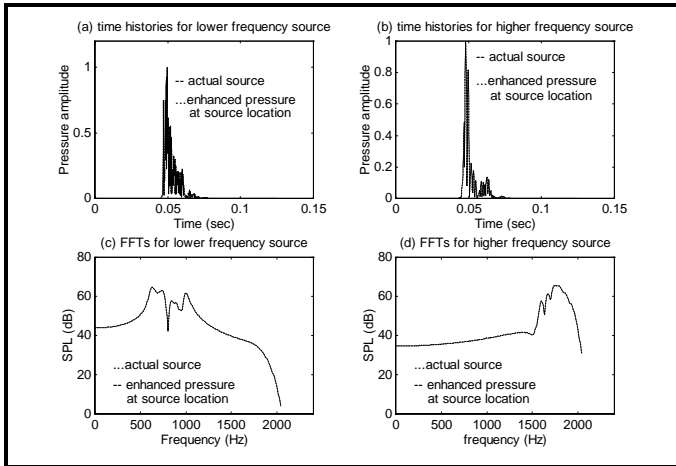 (a) time histories for lower frequency source
1
0.5
0
Pressure amplitude
-- actual source
...enhanced pressure
at source location
0
0.05
0.1
0.15
Time (sec)
(b) time histories for higher frequency source
1
0.8
0.6
0.4
0.2
0
Pressure amplitude
-- actual source
...enhanced pressure
at source location
0
0.05
0.1
0.15
Time (sec)
(c) FFTs for lower frequency source
80
60
40
20
0
SPL (dB)
...actual source
-- enhanced pressure
at source location
0
500
1000
1500
2000
Frequency (Hz)
(d) FFTs for higher frequency source
80
60
40
20
0
SPL (dB)
...actual source
-- enhanced pressure
at source location
0
500
1000
1500
2000
frequency (Hz)